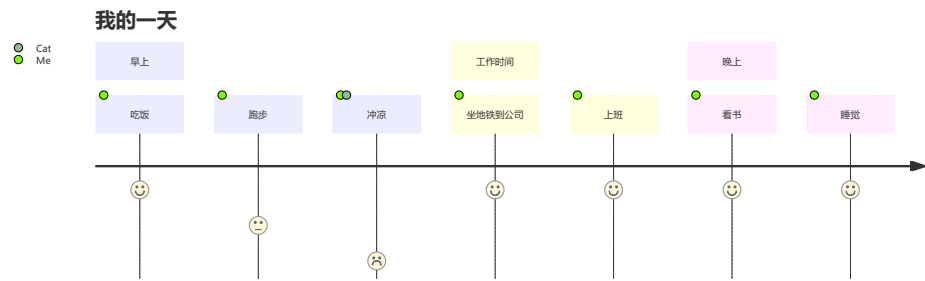 我的一天
Cat
Me
早上
工作时间
晚上
吃饭
跑步
冲凉
坐地铁到公司
上班
看书
睡觉